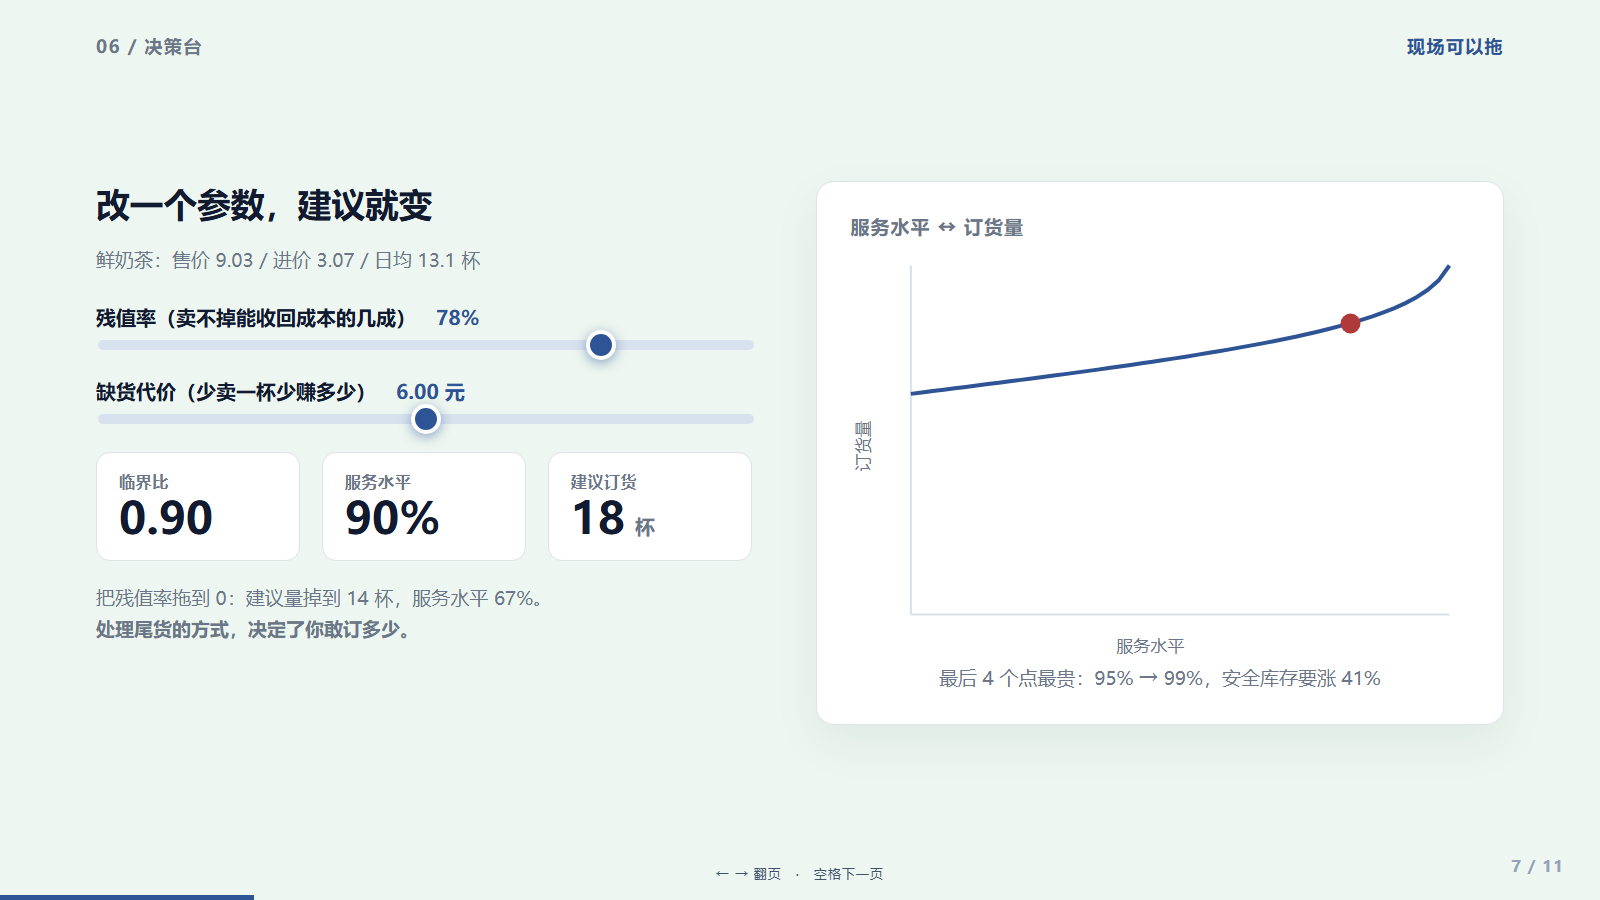 06 / 决策台
现场可以拖
改一个参数，建议就变
鲜奶茶：售价 9.03 / 进价 3.07 / 日均 13.1 杯
残值率（卖不掉能收回成本的几成） 78%
缺货代价（少卖一杯少赚多少） 6.00 元
临界比
0.90
服务水平
90%
建议订货
18 杯
把残值率拖到 0：建议量掉到 14 杯，服务水平 67%。
处理尾货的方式，决定了你敢订多少。
服务水平 ↔ 订货量
订货量
服务水平
最后 4 个点最贵：95% → 99%，安全库存要涨 41%
← → 翻页 · 空格下一页
7 / 11